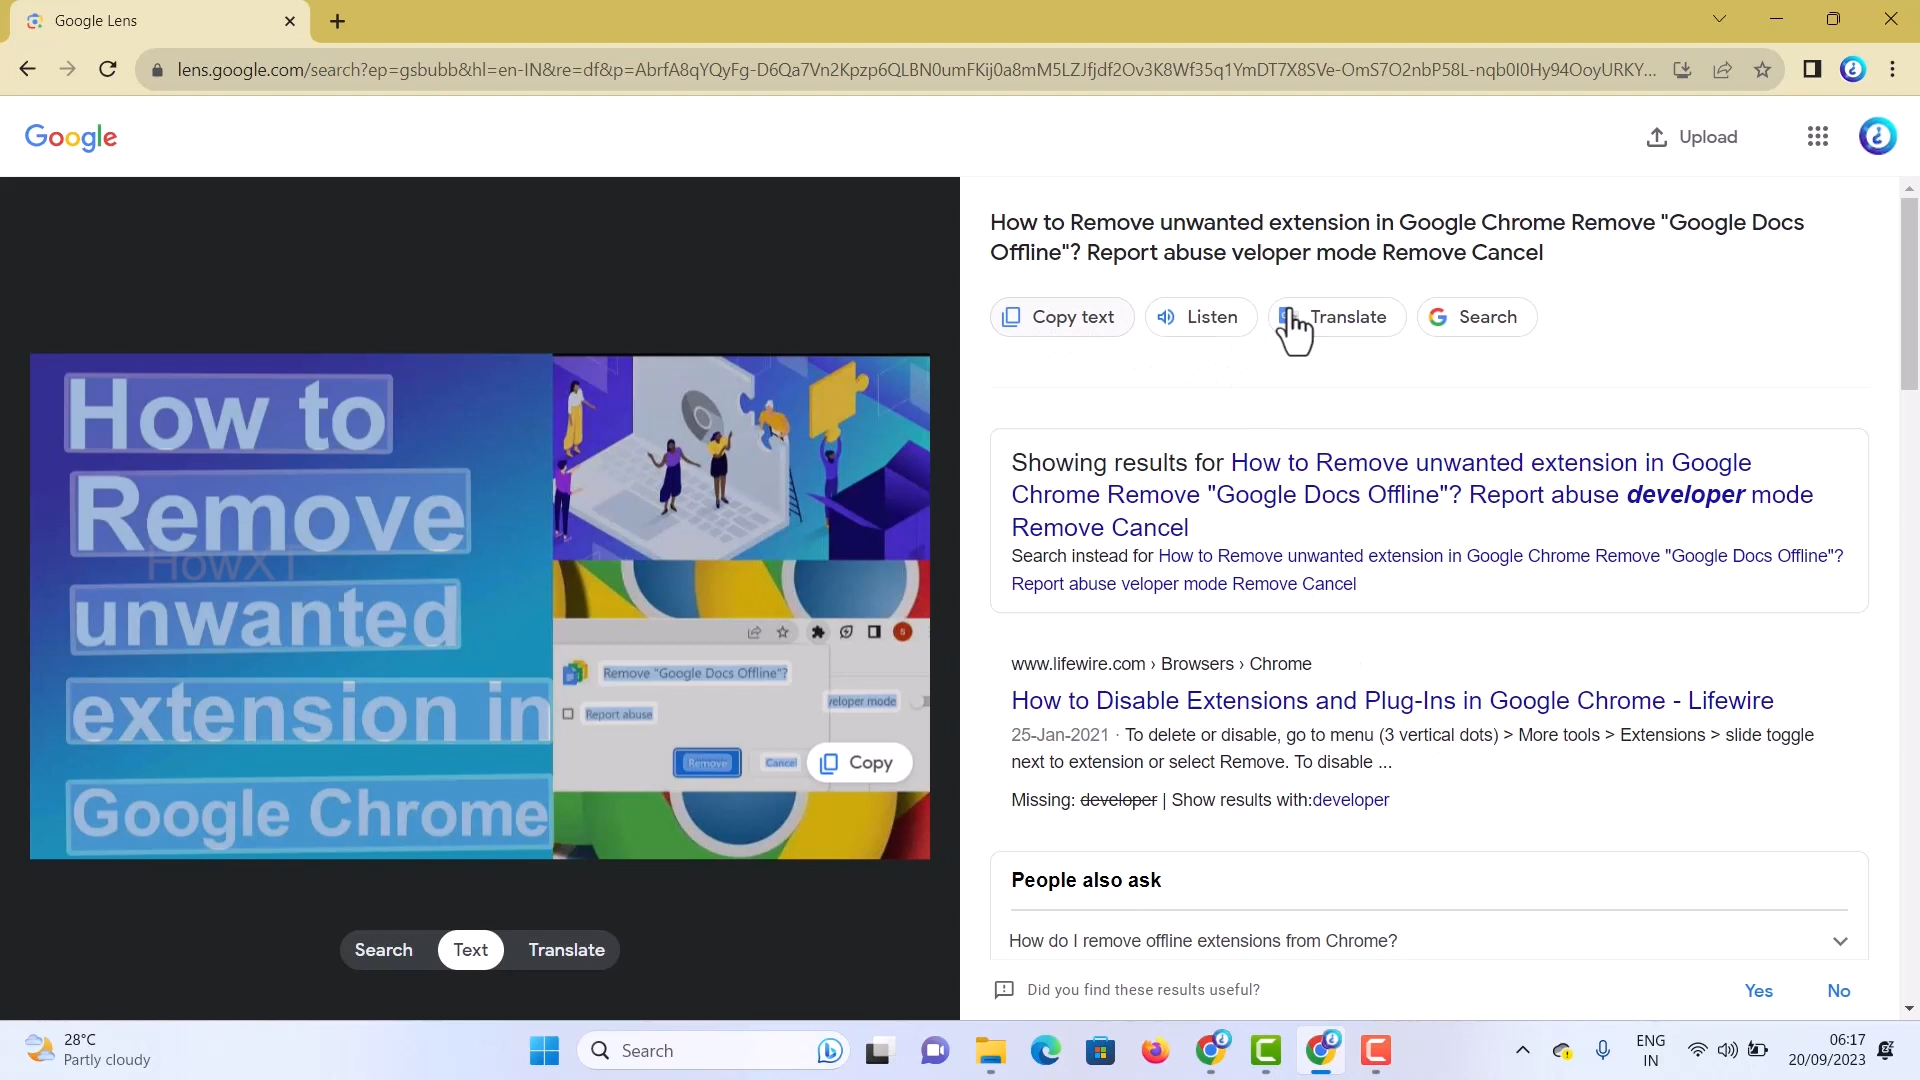 Google Lens
lens.google.com/search?ep=gsbubb&hl=en-IN&re=df&p=AbrfA8qYQyFg-D6Qa7Vn2Kpzp6QLBN0umFKij0a8mM5LZJfjdf2Ov3K8Wf35q1YmDT7X8SVe-OmS7O2nbP58L-nqb0I0Hy94OoyURKY...
Google
Upload
How to
Remove
HowXT
unwanted
extension in
Google Chrome
Remove "Google Docs Offline"?
veloper mode
Report abuse
Remove
Cancel
Copy
Search
Text
Translate
How to Remove unwanted extension in Google Chrome Remove "Google Docs
Offline"? Report abuse veloper mode Remove Cancel
Copy text
Listen
Translate
Search
Showing results for How to Remove unwanted extension in Google
Chrome Remove "Google Docs Offline"? Report abuse developer mode
Remove Cancel
Search instead for How to Remove unwanted extension in Google Chrome Remove "Google Docs Offline"?
Report abuse veloper mode Remove Cancel
www.lifewire.com › Browsers › Chrome
How to Disable Extensions and Plug-Ins in Google Chrome - Lifewire
25-Jan-2021 · To delete or disable, go to menu (3 vertical dots) > More tools > Extensions > slide toggle
next to extension or select Remove. To disable ...
Missing: developer | Show results with:developer
People also ask
How do I remove offline extensions from Chrome?
Did you find these results useful?
Yes
No
28°C
Partly cloudy
Search
ENG
IN
06:17
20/09/2023